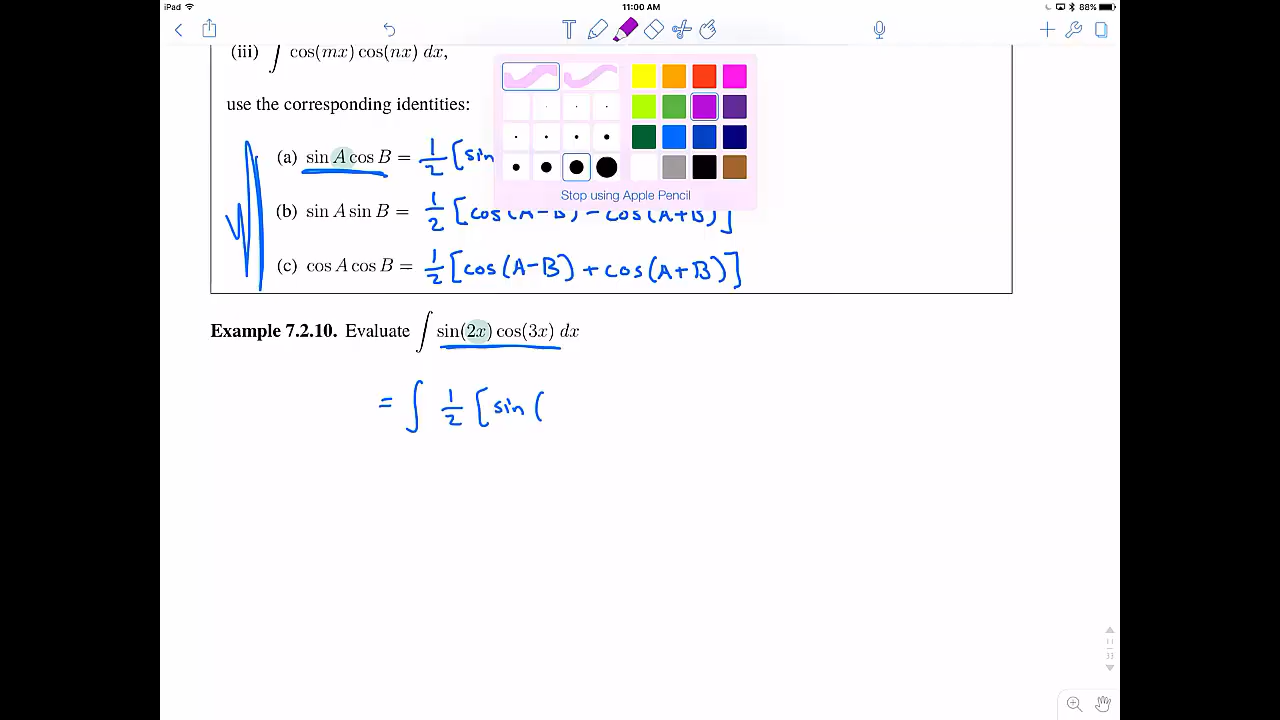 iPad 11:00 AM 88%
(iii) ∫ cos(mx) cos(nx) dx,
use the corresponding identities:
(a) sin A cos B = 1/2 [sin
Stop using Apple Pencil
(b) sin A sin B = 1/2 [cos(A-B) - cos(A+B)]
(c) cos A cos B = 1/2 [cos(A-B) + cos(A+B)]
Example 7.2.10. Evaluate ∫ sin(2x) cos(3x) dx
= ∫ 1/2 [sin (
11
33